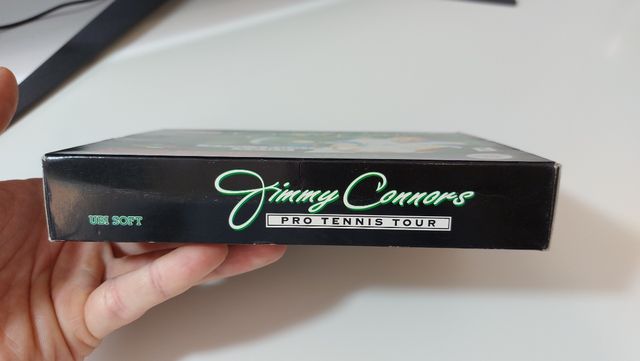 Jimmy Connors
PRO TENNIS TOUR
UBI SOFT